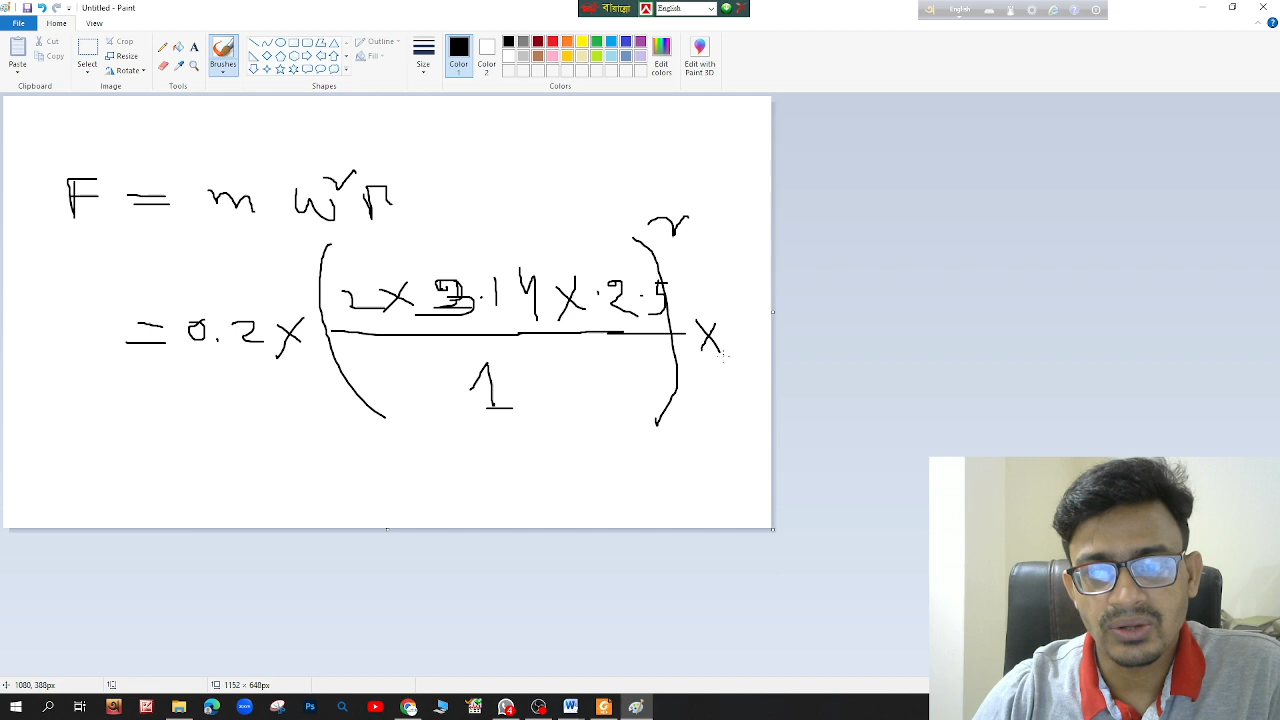 Untitled - Paint
বাংলা English
English
File Home View
Paste Cut Copy
Select Crop Resize Rotate
Brushes
Outline Fill
Size
Color 1
Color 2
Edit colors
Edit with Paint 3D
Clipboard Image Tools Shapes Colors
F = m ω² r
= 0.2 × ( 2 × 3.14 × 2.5 / 1 )² ×
1080, 388px 1152 × 648px